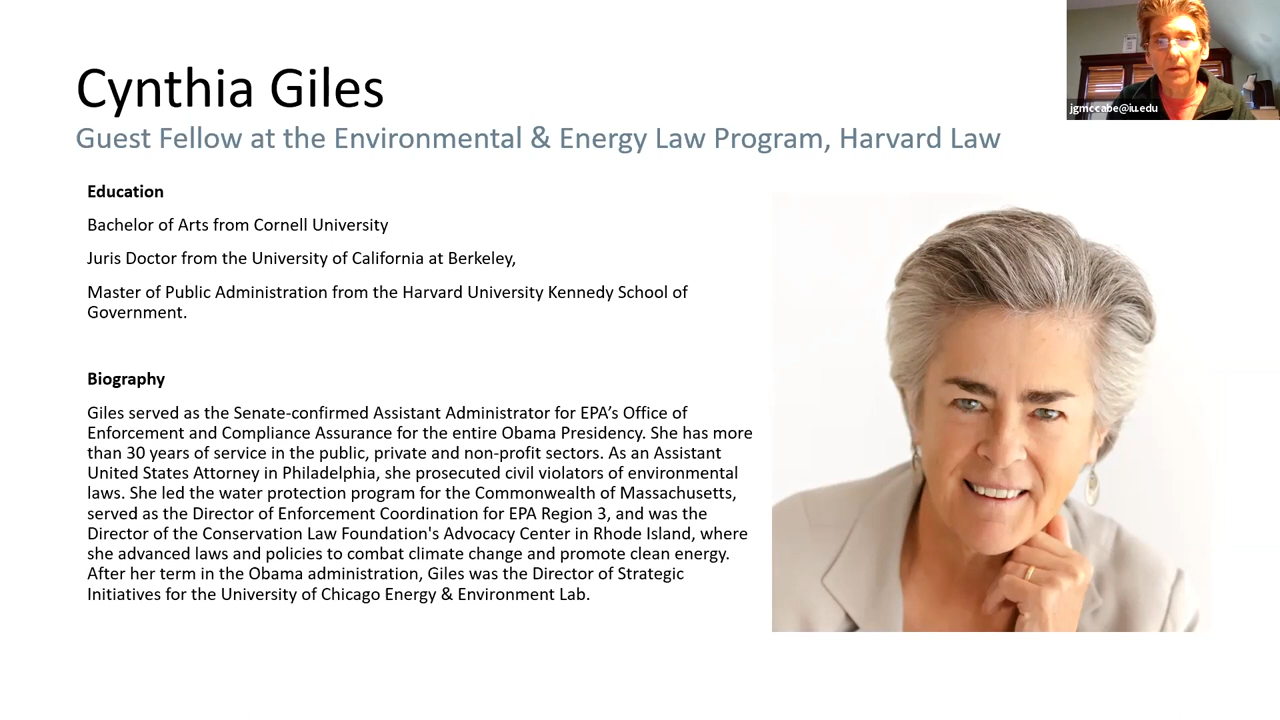 Cynthia Giles
Guest Fellow at the Environmental & Energy Law Program, Harvard Law
jgmccabe@iu.edu
Education
Bachelor of Arts from Cornell University
Juris Doctor from the University of California at Berkeley,
Master of Public Administration from the Harvard University Kennedy School of
Government.
Biography
Giles served as the Senate-confirmed Assistant Administrator for EPA’s Office of
Enforcement and Compliance Assurance for the entire Obama Presidency. She has more
than 30 years of service in the public, private and non-profit sectors. As an Assistant
United States Attorney in Philadelphia, she prosecuted civil violators of environmental
laws. She led the water protection program for the Commonwealth of Massachusetts,
served as the Director of Enforcement Coordination for EPA Region 3, and was the
Director of the Conservation Law Foundation's Advocacy Center in Rhode Island, where
she advanced laws and policies to combat climate change and promote clean energy.
After her term in the Obama administration, Giles was the Director of Strategic
Initiatives for the University of Chicago Energy & Environment Lab.